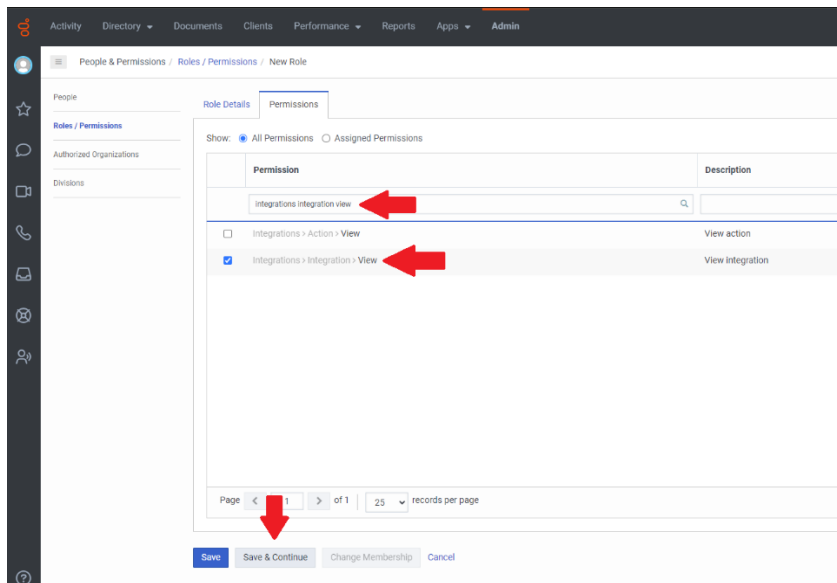 Activity Directory Documents Clients Performance Reports Apps Admin
People & Permissions / Roles / Permissions / New Role
People
Roles / Permissions
Authorized Organizations
Divisions
Role Details Permissions
Show: All Permissions Assigned Permissions
Permission Description
Integrations integration view
Integrations > Action > View View action
Integrations > Integration > View View integration
Page 1 of 1 25 records per page
Save Save & Continue Change Membership Cancel